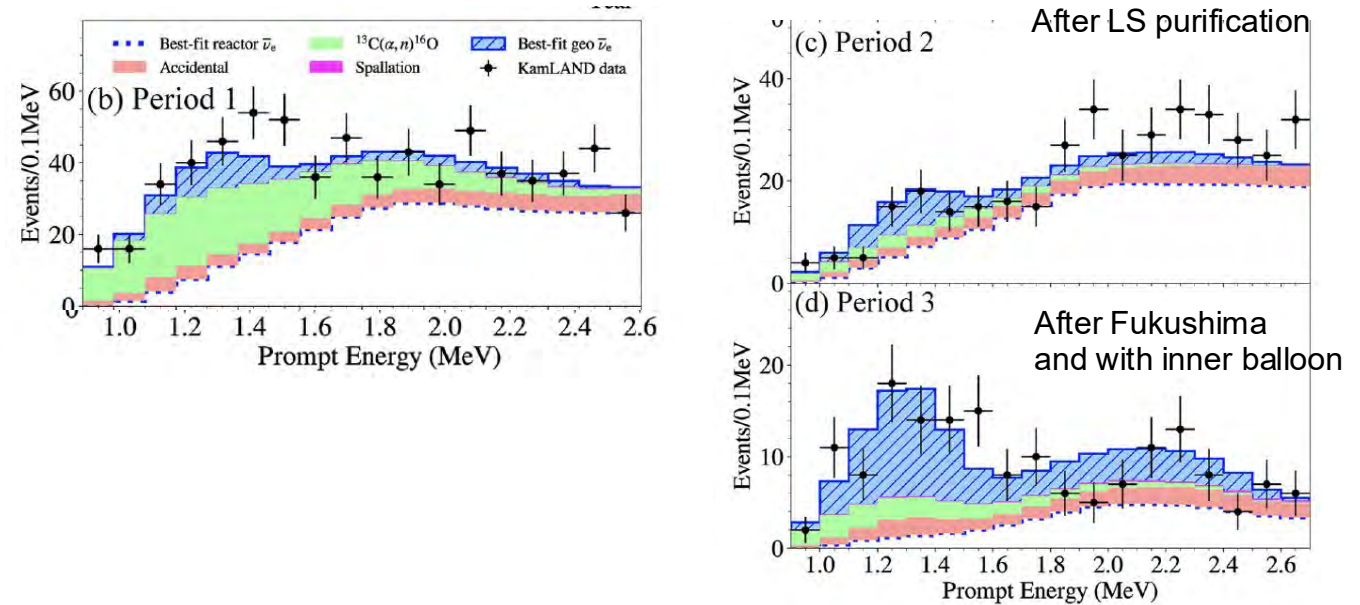 Best-fit reactor ν̄e
13C(α, n)16O
Best-fit geo ν̄e
Accidental
Spallation
KamLAND data
(b) Period 1
Events/0.1MeV
60
40
20
0
1.0 1.2 1.4 1.6 1.8 2.0 2.2 2.4 2.6
Prompt Energy (MeV)
After LS purification
(c) Period 2
Events/0.1MeV
40
20
0
(d) Period 3
After Fukushima
and with inner balloon
Events/0.1MeV
20
10
0
1.0 1.2 1.4 1.6 1.8 2.0 2.2 2.4 2.6
Prompt Energy (MeV)